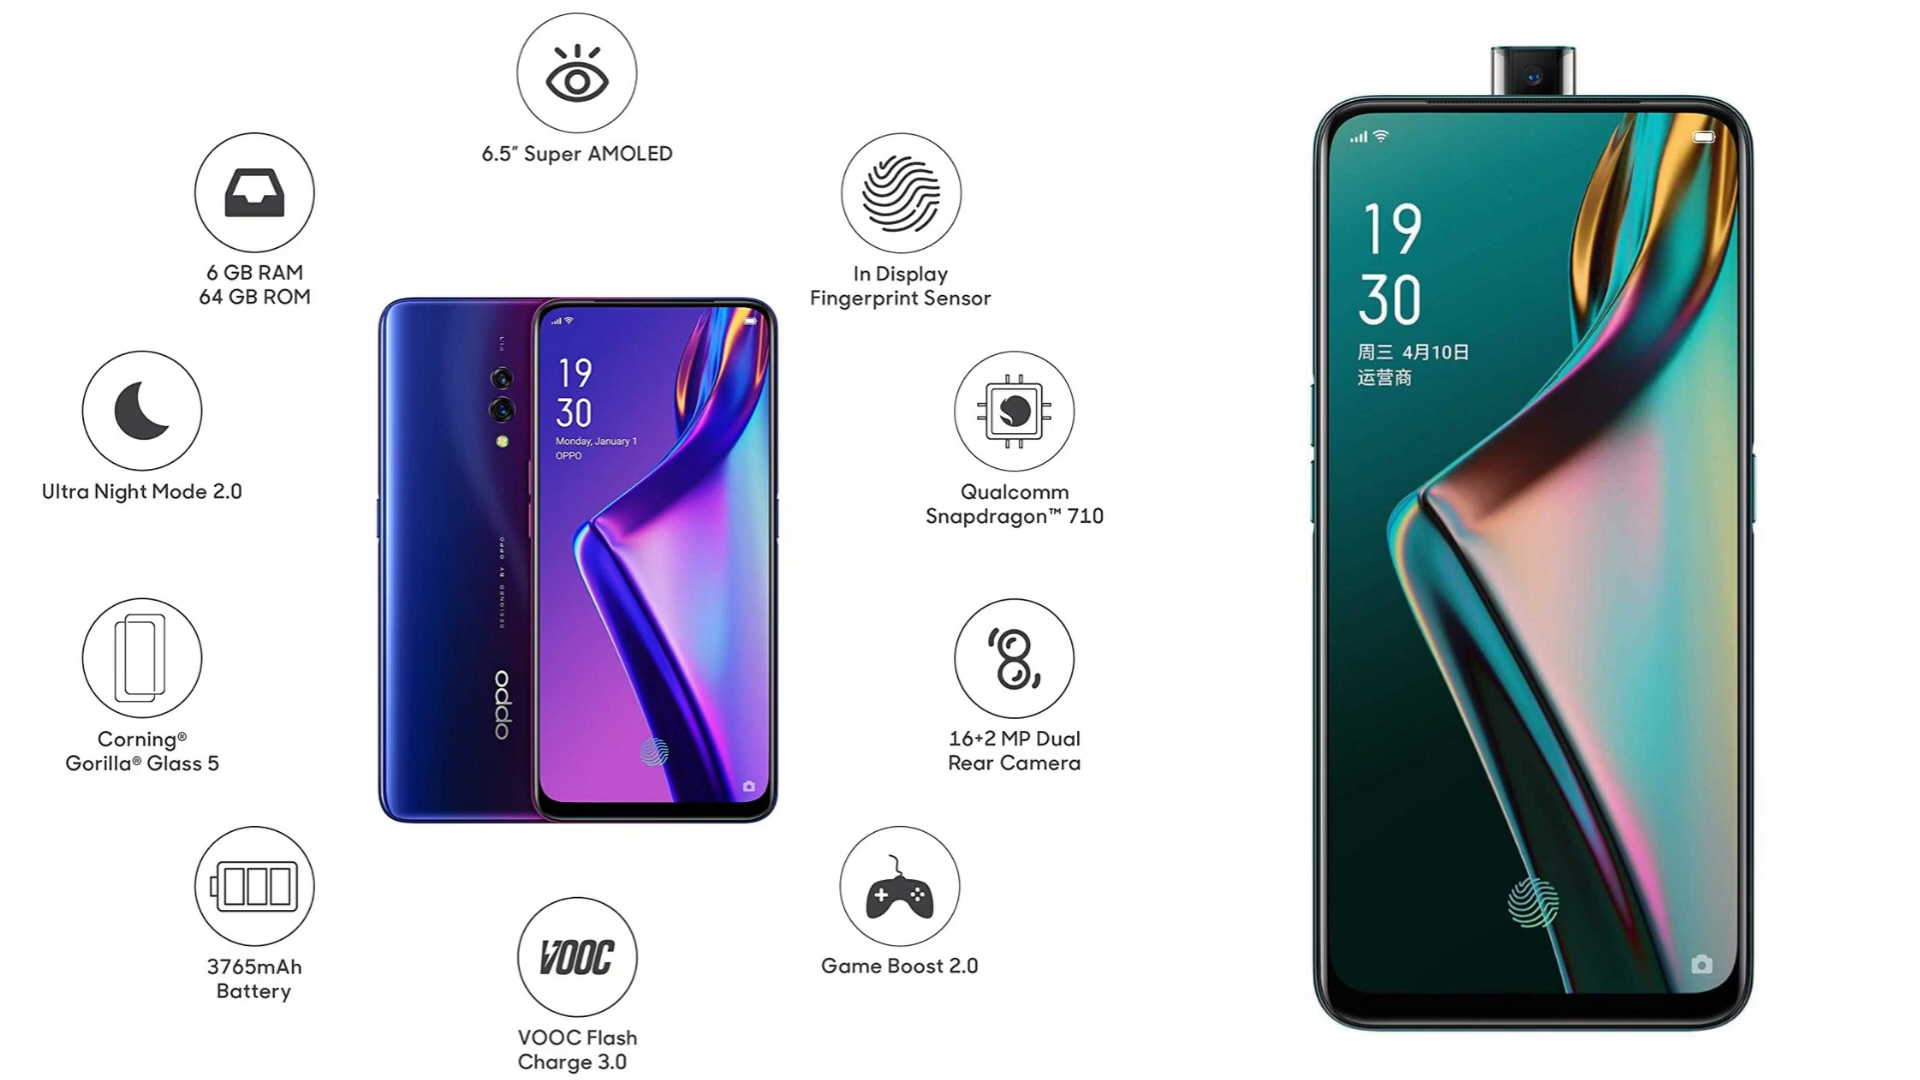 6.5” Super AMOLED
6 GB RAM
64 GB ROM
In Display
Fingerprint Sensor
Ultra Night Mode 2.0
Qualcomm
Snapdragon™ 710
Corning®
Gorilla® Glass 5
16+2 MP Dual
Rear Camera
3765mAh
Battery
VOOC
VOOC Flash
Charge 3.0
Game Boost 2.0
DESIGNED BY OPPO
oppo
19
30
Monday, January 1
OPPO
19
30
周三 4月10日
运营商